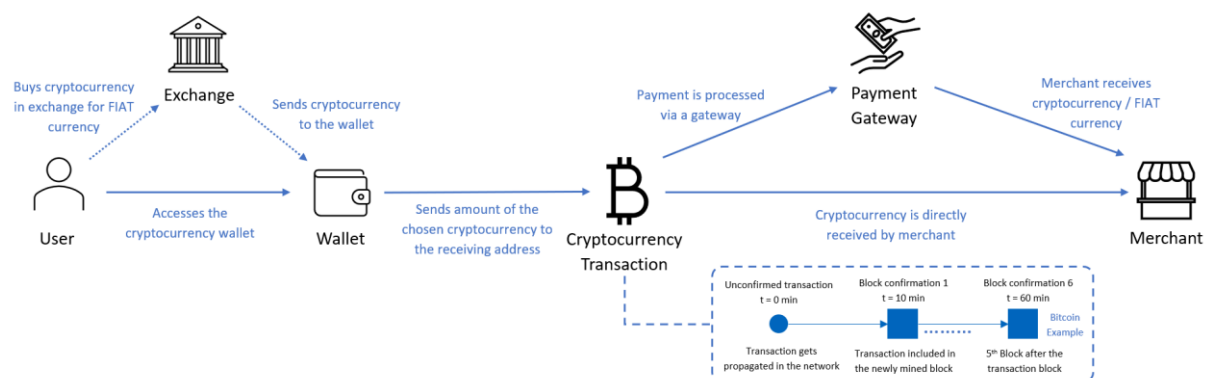 Buys cryptocurrency
in exchange for FIAT
currency
Exchange
Sends cryptocurrency
to the wallet
User
Accesses the
cryptocurrency wallet
Wallet
Sends amount of the
chosen cryptocurrency to
the receiving address
Cryptocurrency
Transaction
Payment is processed
via a gateway
Payment
Gateway
Merchant receives
cryptocurrency / FIAT
currency
Cryptocurrency is directly
received by merchant
Merchant
Unconfirmed transaction
t = 0 min
Transaction gets
propagated in the network
Block confirmation 1
t = 10 min
Transaction included in
the newly mined block
Block confirmation 6
t = 60 min
5th Block after the
transaction block
Bitcoin
Example